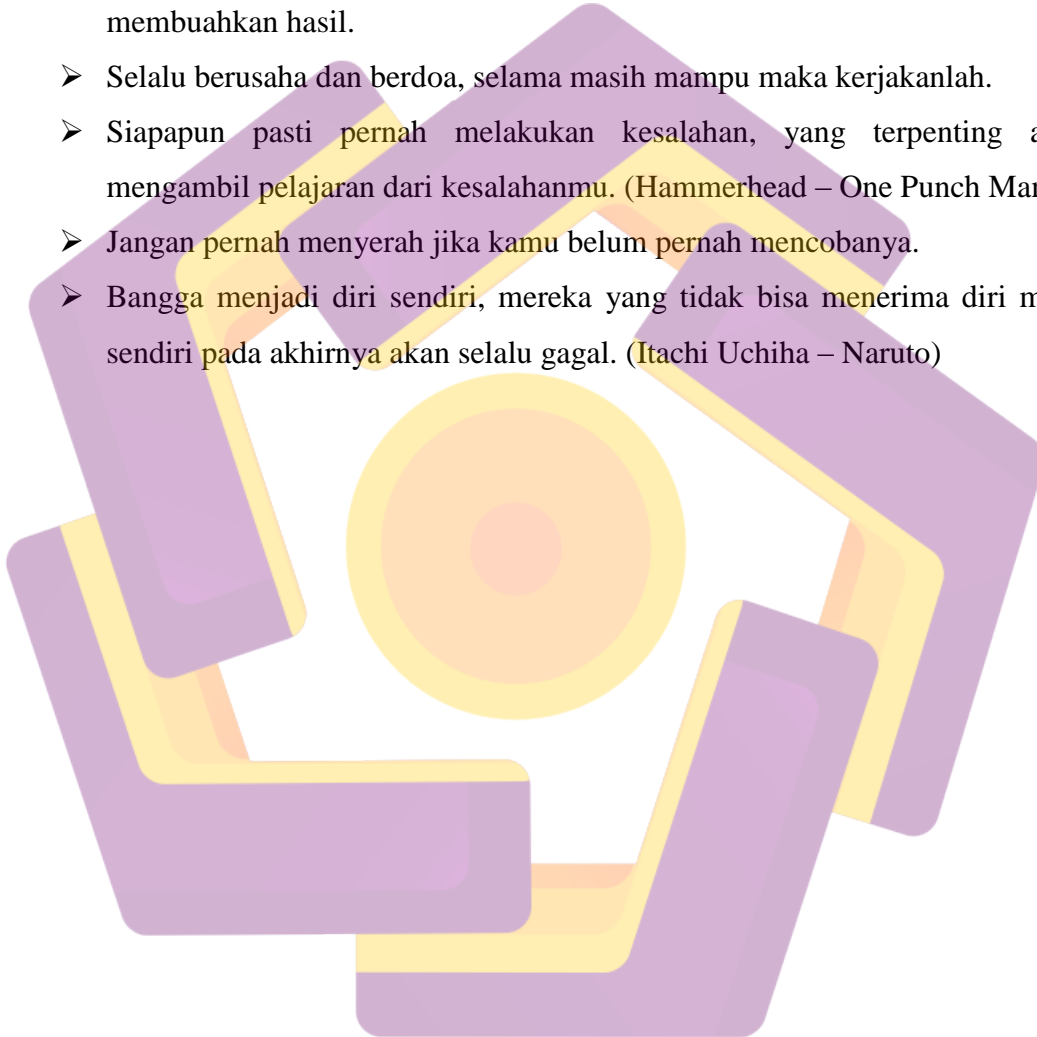 membuahkan hasil.
➢ Selalu berusaha dan berdoa, selama masih mampu maka kerjakanlah.
➢ Siapapun pasti pernah melakukan kesalahan, yang terpenting
mengambil pelajaran dari kesalahanmu. (Hammerhead – One Punch Man
➢ Jangan pernah menyerah jika kamu belum pernah mencobanya.
➢ Bangga menjadi diri sendiri, mereka yang tidak bisa menerima diri
sendiri pada akhirnya akan selalu gagal. (Itachi Uchiha – Naruto)